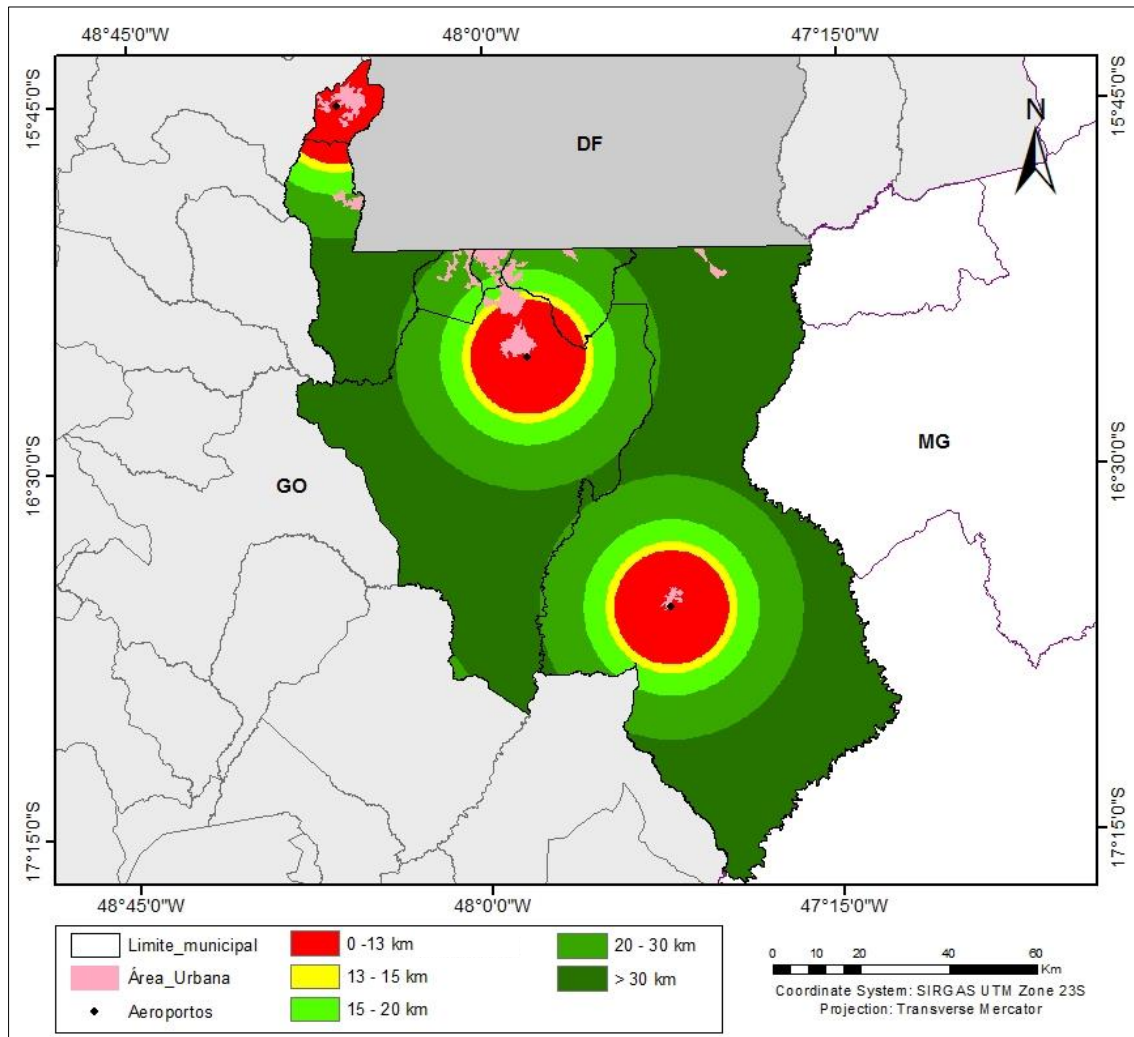 48°45'0"W 48°0'0"W 47°15'0"W
15°45'0"S 15°45'0"S
N
DF
MG
16°30'0"S 16°30'0"S
GO
17°15'0"S 17°15'0"S
48°45'0"W 48°0'0"W 47°15'0"W
Limite_municipal
Área_Urbana
Aeroportos
0 -13 km
13 - 15 km
15 - 20 km
20 - 30 km
> 30 km
0 10 20 40 60
Km
Coordinate System: SIRGAS UTM Zone 23S
Projection: Transverse Mercator